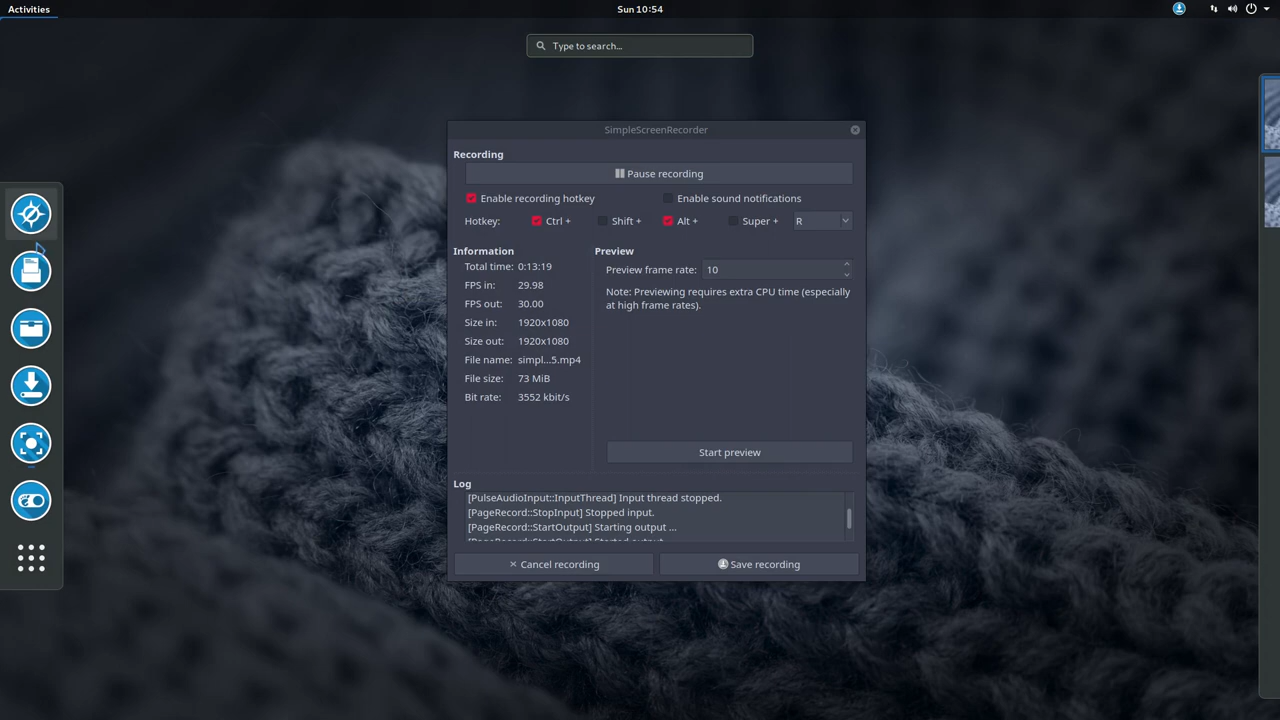 Activities
Sun 10:54
Type to search...
SimpleScreenRecorder
Recording
Pause recording
Enable recording hotkey
Enable sound notifications
Hotkey:
Ctrl +
Shift +
Alt +
Super +
R
Information
Total time: 0:13:19
FPS in: 29.98
FPS out: 30.00
Size in: 1920x1080
Size out: 1920x1080
File name: simpl...5.mp4
File size: 73 MiB
Bit rate: 3552 kbit/s
Preview
Preview frame rate: 10
Note: Previewing requires extra CPU time (especially
at high frame rates).
Start preview
Log
[PulseAudioInput::InputThread] Input thread stopped.
[PageRecord::StopInput] Stopped input.
[PageRecord::StartOutput] Starting output ...
[PageRecord::StartOutput] Started output.
Cancel recording
Save recording